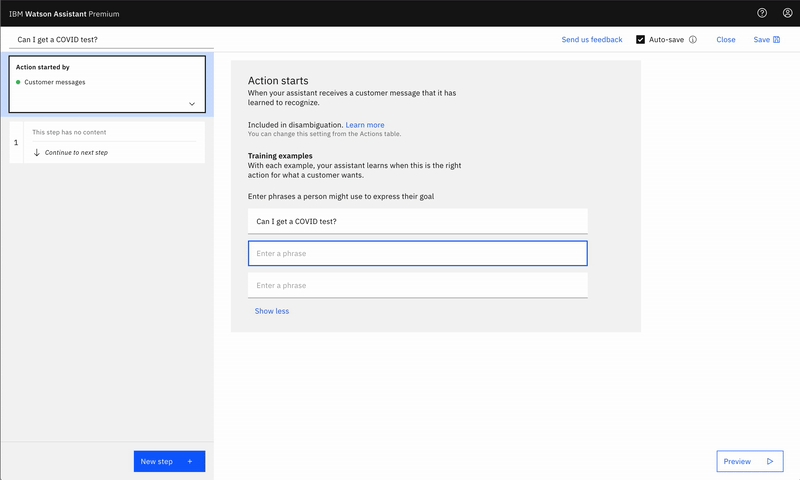 IBM Watson Assistant Premium
Can I get a COVID test?
Send us feedback
Auto-save
Close
Save
Action started by
Customer messages
1
This step has no content
Continue to next step
Action starts
When your assistant receives a customer message that it has
learned to recognize.
Included in disambiguation. Learn more
You can change this setting from the Actions table.
Training examples
With each example, your assistant learns when this is the right
action for what a customer wants.
Enter phrases a person might use to express their goal
Can I get a COVID test?
Enter a phrase
Enter a phrase
Show less
New step +
Preview